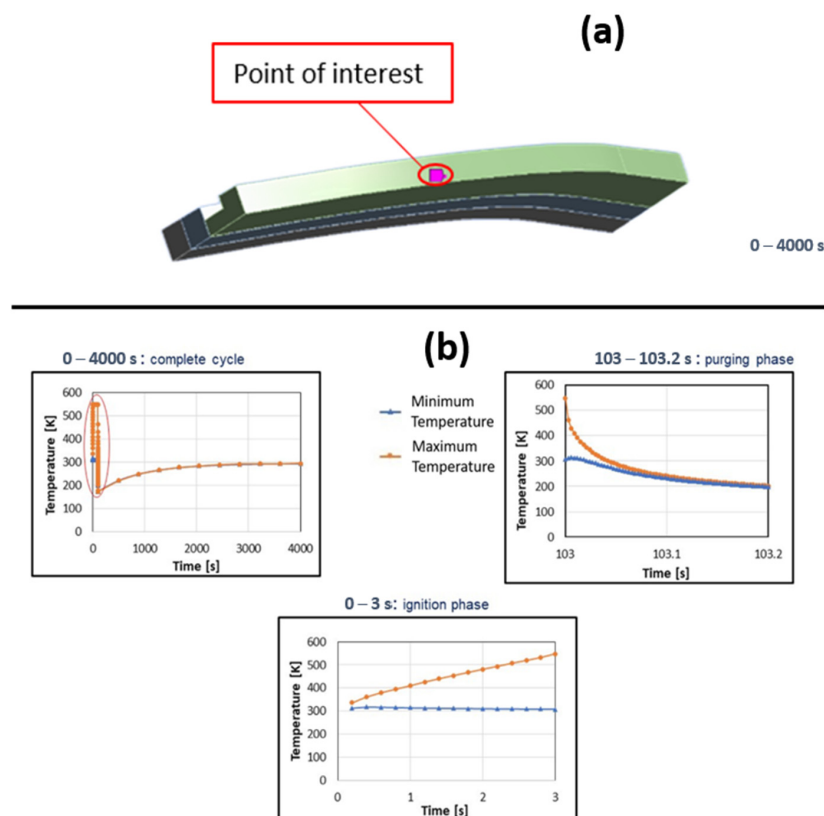 (a)
Point of interest
0 – 4000 s
(b)
0 – 4000 s : complete cycle
600
500
400
300
200
100
0
Temperature [K]
0 1000 2000 3000 4000
Time [s]
Minimum
Temperature
Maximum
Temperature
103 – 103.2 s : purging phase
600
500
400
300
200
100
0
Temperature [K]
103 103.1 103.2
Time [s]
0 – 3 s: ignition phase
600
500
400
300
200
100
0
Temperature [K]
0 1 2 3
Time [s]